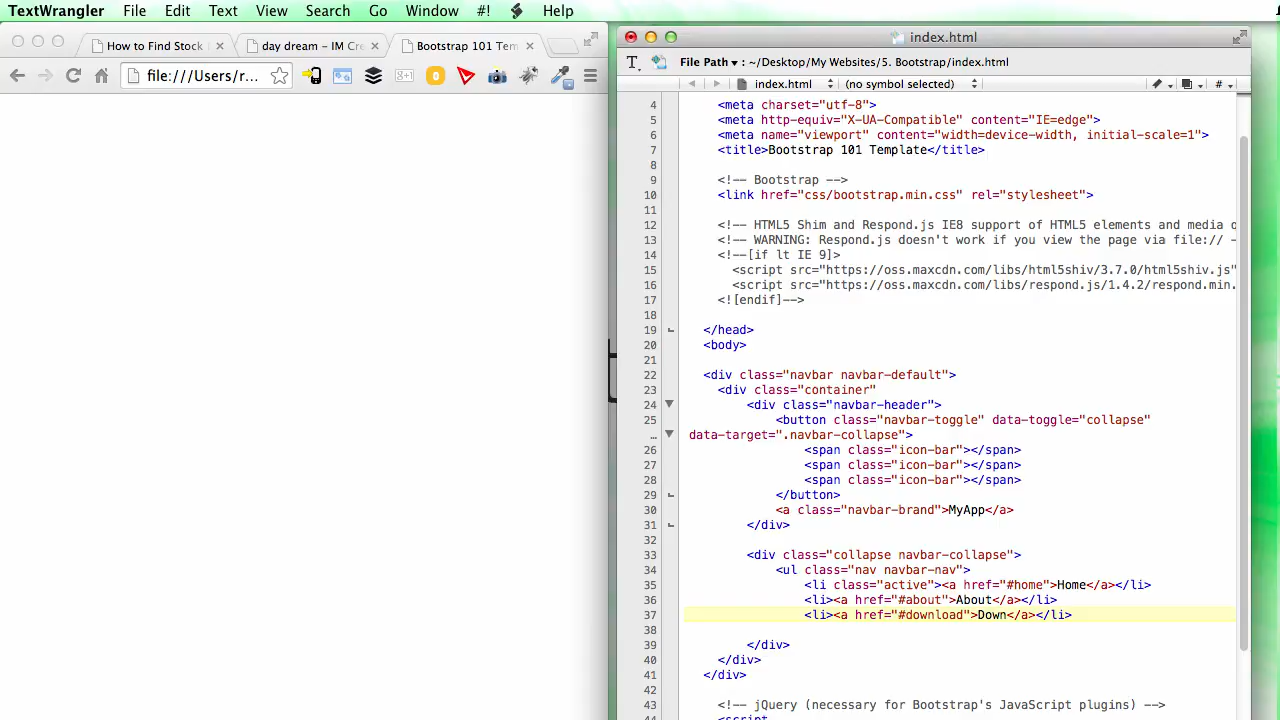 TextWrangler File Edit Text View Search Go Window #! Help
How to Find Stock
day dream – IM Cre
Bootstrap 101 Tem
file:///Users/r...
index.html
File Path ▾ : ~/Desktop/My Websites/5. Bootstrap/index.html
index.html (no symbol selected) #
4 <meta charset="utf-8">
5 <meta http-equiv="X-UA-Compatible" content="IE=edge">
6 <meta name="viewport" content="width=device-width, initial-scale=1">
7 <title>Bootstrap 101 Template</title>
8
9 <!-- Bootstrap -->
10 <link href="css/bootstrap.min.css" rel="stylesheet">
11
12 <!-- HTML5 Shim and Respond.js IE8 support of HTML5 elements and media
13 <!-- WARNING: Respond.js doesn't work if you view the page via file://
14 <!--[if lt IE 9]>
15 <script src="https://oss.maxcdn.com/libs/html5shiv/3.7.0/html5shiv.js"
16 <script src="https://oss.maxcdn.com/libs/respond.js/1.4.2/respond.min.
17 <![endif]-->
18
19 </head>
20 <body>
21
22 <div class="navbar navbar-default">
23 <div class="container"
24 <div class="navbar-header">
25 <button class="navbar-toggle" data-toggle="collapse"
… data-target=".navbar-collapse">
26 <span class="icon-bar"></span>
27 <span class="icon-bar"></span>
28 <span class="icon-bar"></span>
29 </button>
30 <a class="navbar-brand">MyApp</a>
31 </div>
32
33 <div class="collapse navbar-collapse">
34 <ul class="nav navbar-nav">
35 <li class="active"><a href="#home">Home</a></li>
36 <li><a href="#about">About</a></li>
37 <li><a href="#download">Down</a></li>
38
39 </div>
40 </div>
41 </div>
42
43 <!-- jQuery (necessary for Bootstrap's JavaScript plugins) -->
44 <script